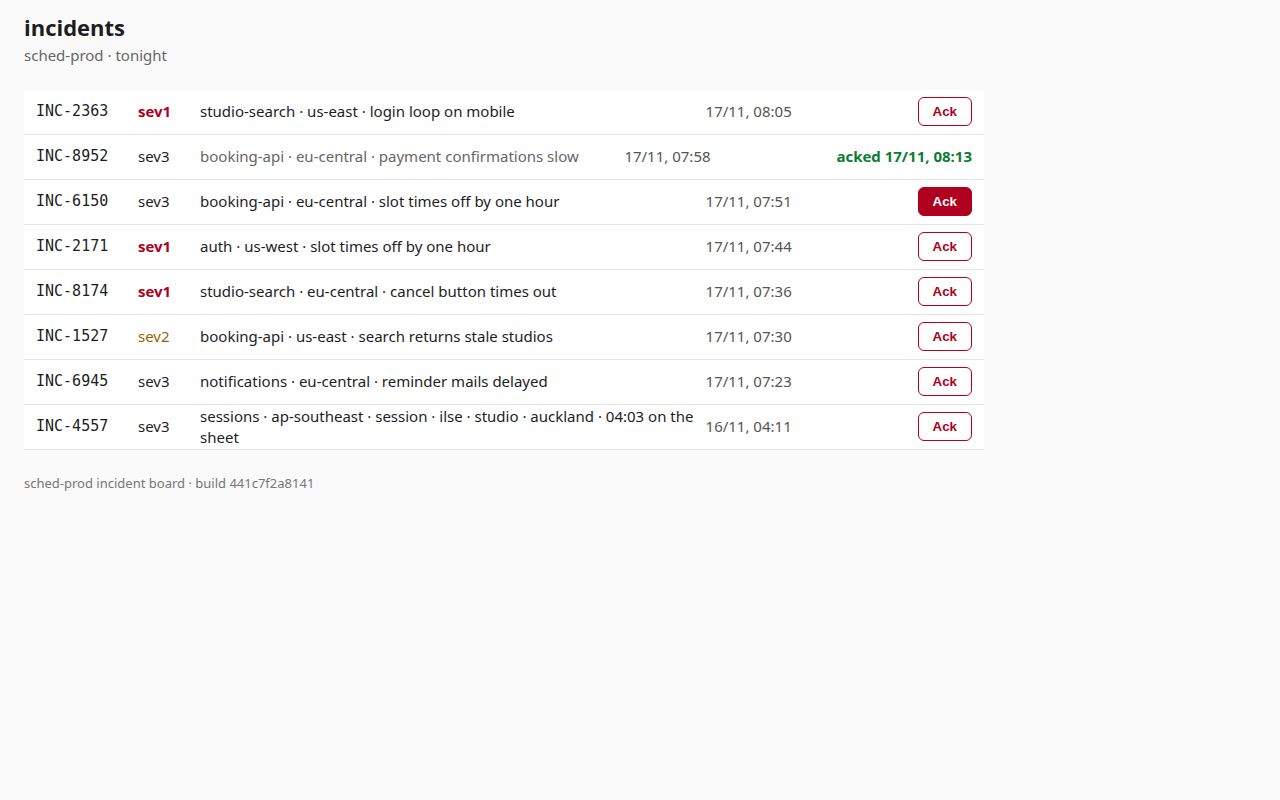 incidents
sched-prod · tonight
INC-2363 sev1 studio-search · us-east · login loop on mobile 17/11, 08:05 Ack
INC-8952 sev3 booking-api · eu-central · payment confirmations slow 17/11, 07:58 acked 17/11, 08:13
INC-6150 sev3 booking-api · eu-central · slot times off by one hour 17/11, 07:51 Ack
INC-2171 sev1 auth · us-west · slot times off by one hour 17/11, 07:44 Ack
INC-8174 sev1 studio-search · eu-central · cancel button times out 17/11, 07:36 Ack
INC-1527 sev2 booking-api · us-east · search returns stale studios 17/11, 07:30 Ack
INC-6945 sev3 notifications · eu-central · reminder mails delayed 17/11, 07:23 Ack
INC-4557 sev3 sessions · ap-southeast · session · ilse · studio · auckland · 04:03 on the 16/11, 04:11 Ack
sheet
sched-prod incident board · build 441c7f2a8141